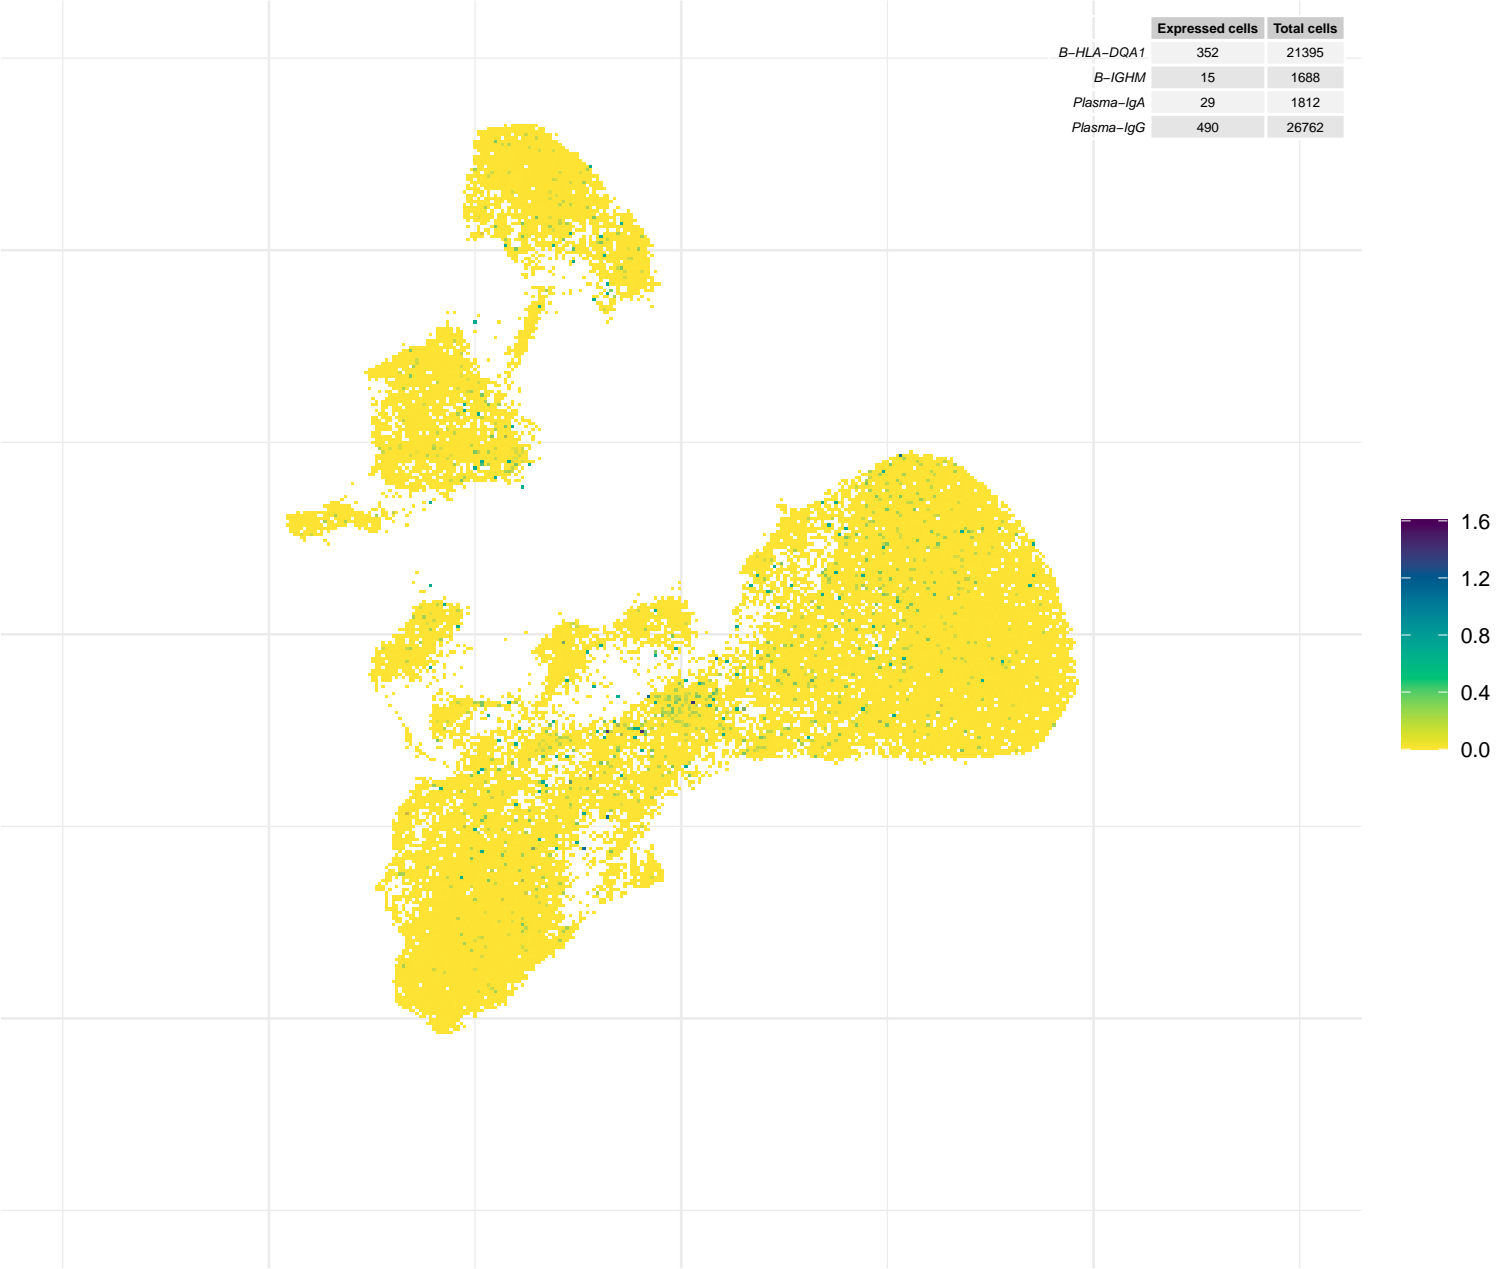 Expressed cells Total cells
B−HLA−DQA1 352 21395
B−IGHM 15 1688
Plasma−IgA 29 1812
Plasma−IgG 490 26762
1.6
1.2
0.8
0.4
0.0